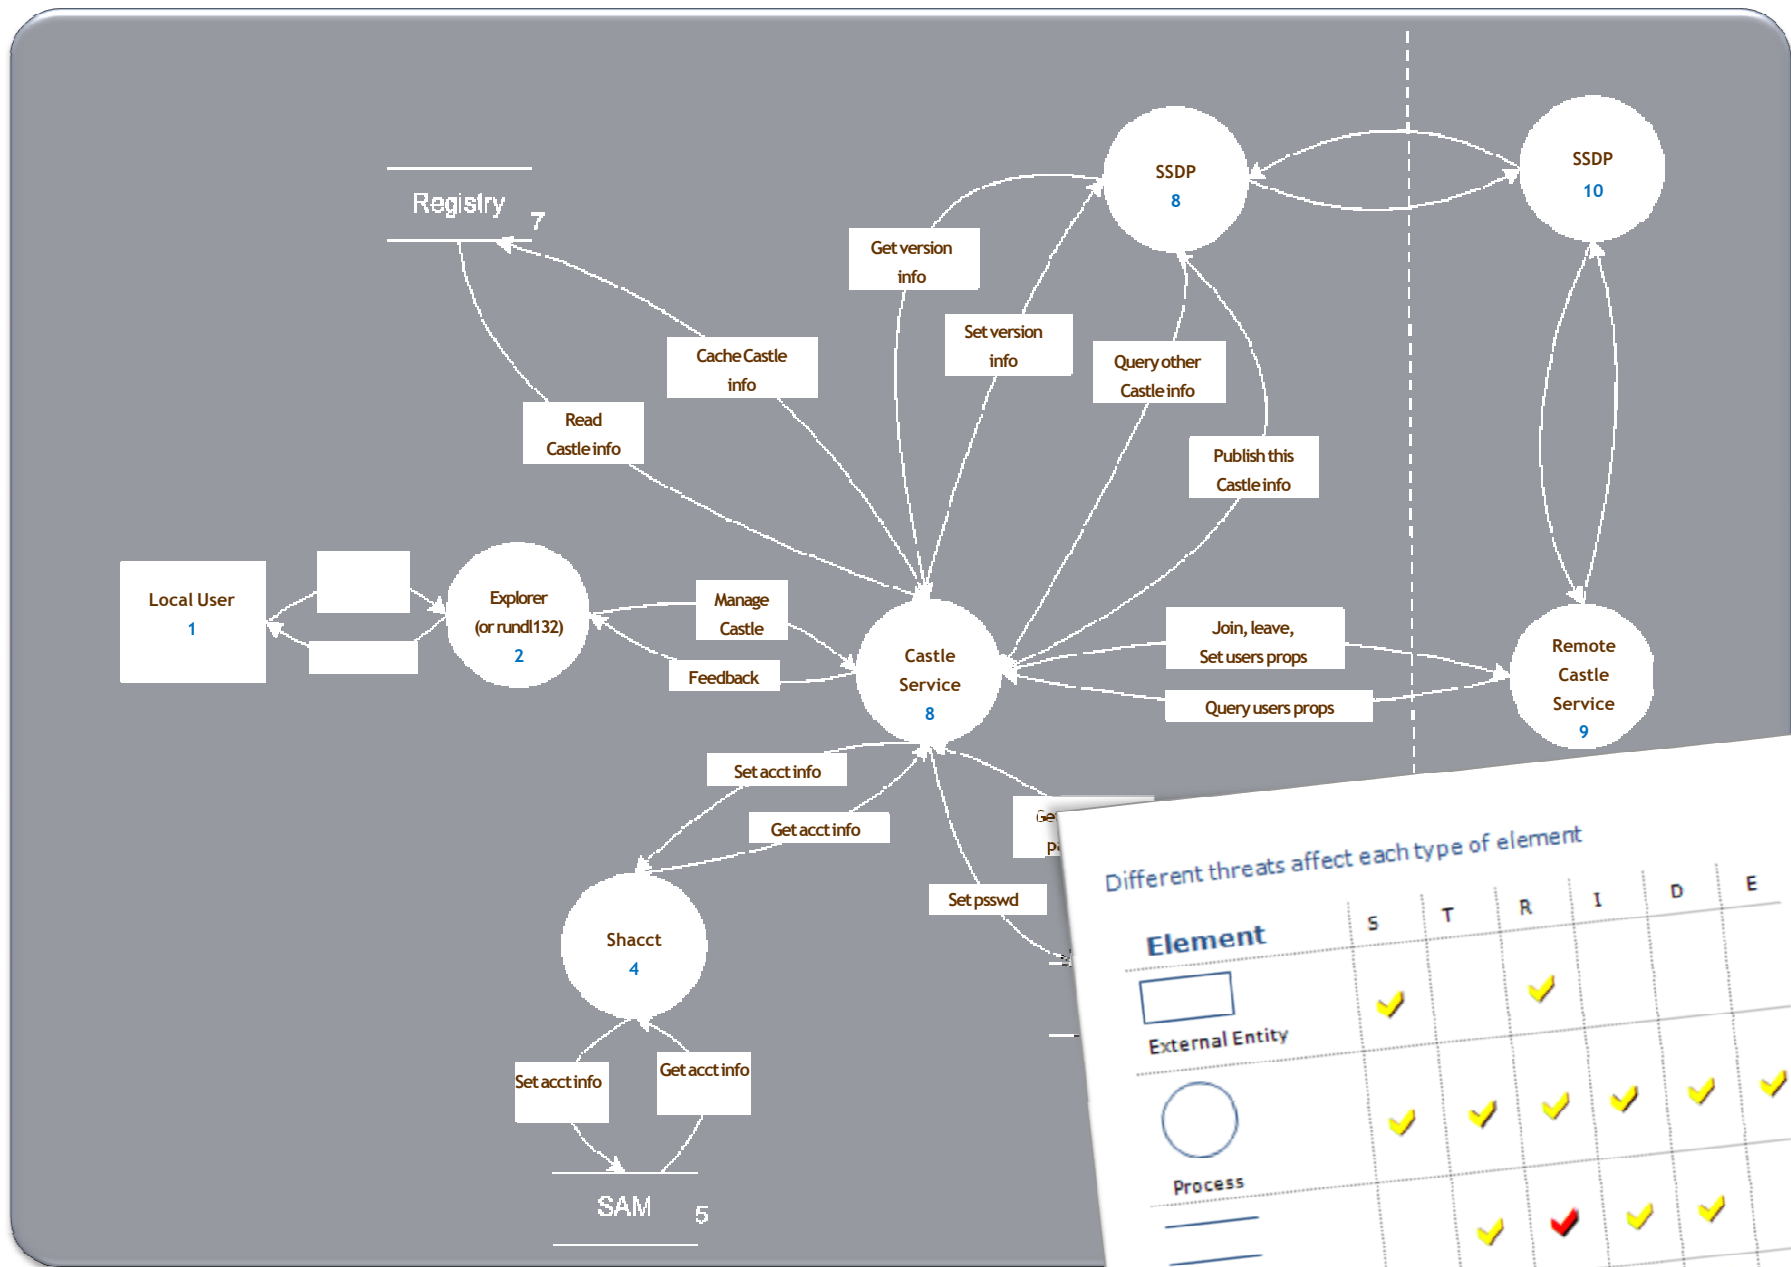 SSDP
8
SSDP
10
Registry 7
Get version
info
Set version
info
Cache Castle
info
Query other
Castle info
Read
Castle info
Publish this
Castle info
Local User
1
Explorer
(or rundl132)
2
Manage
Castle
Feedback
Castle
Service
8
Join, leave,
Set users props
Query users props
Remote
Castle
Service
9
Set acct info
Get acct info
Set psswd
Shacct
4
Set acct info
Get acct info
SAM 5
Different threats affect each type of element
Element S T R I D E
External Entity
Process